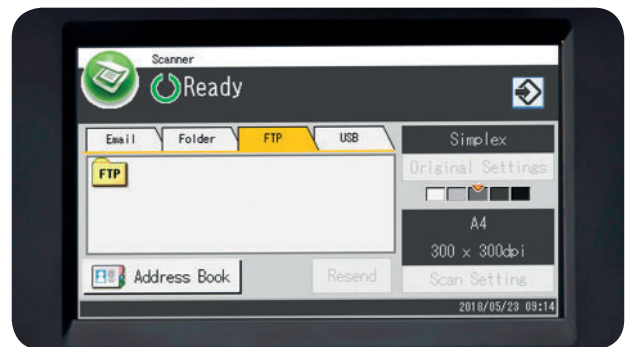 Scanner
Ready
Email Folder FTP USB
FTP
Simplex
Original Settings
A4
300 x 300dpi
Address Book
Resend
Scan Setting
2018/05/23 09:14